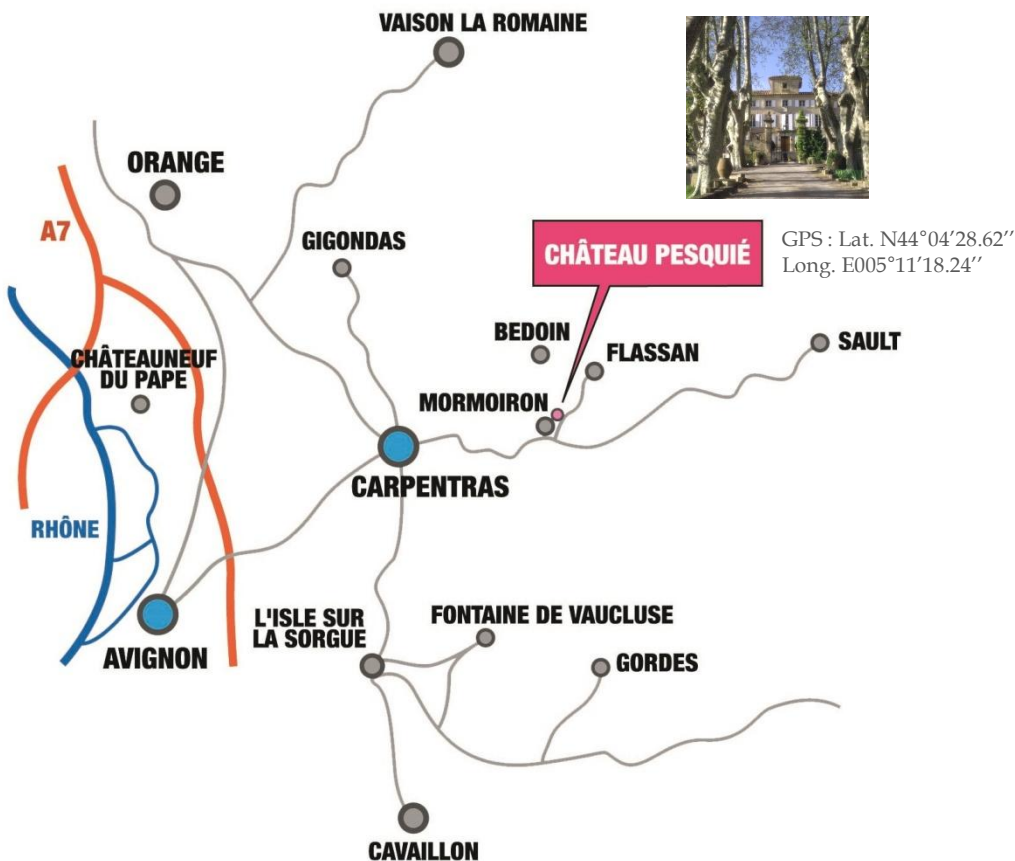 VAISON LA ROMAINE
ORANGE
A7
GIGONDAS
CHÂTEAU PESQUIÉ
GPS : Lat. N44°04’28.62’’
Long. E005°11’18.24’’
BEDOIN
FLASSAN
SAULT
CHÂTEAUNEUF
DU PAPE
MORMOIRON
CARPENTRAS
RHÔNE
AVIGNON
L'ISLE SUR
LA SORGUE
FONTAINE DE VAUCLUSE
GORDES
CAVAILLON